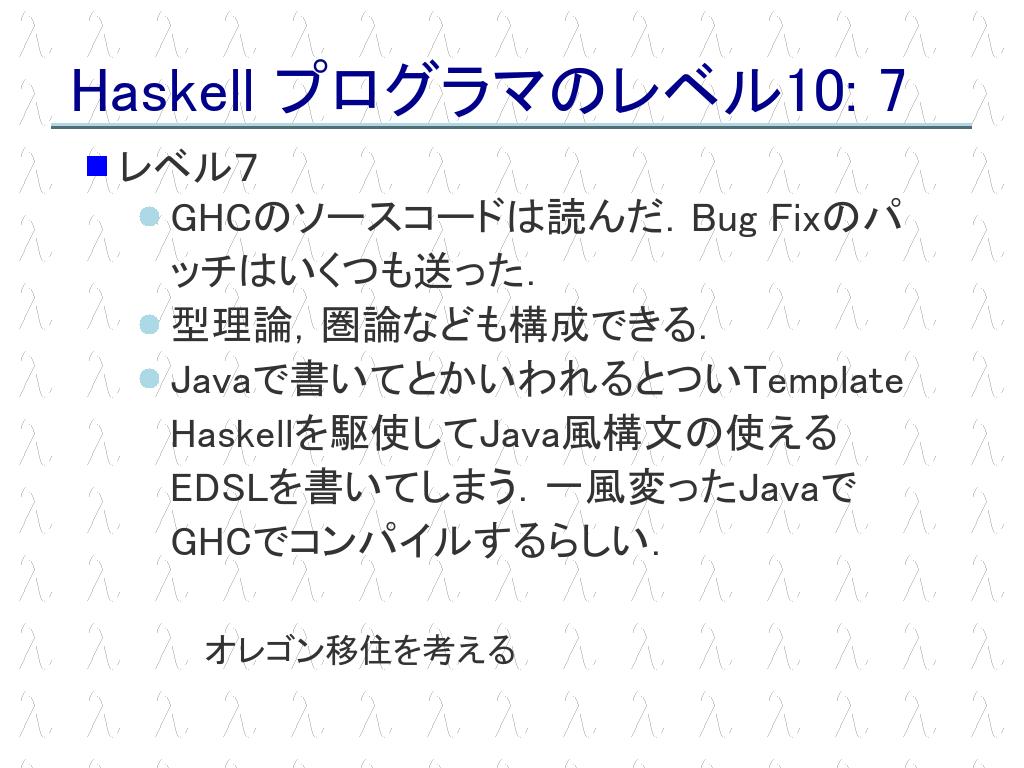 Haskell プログラマのレベル10: 7
レベル7
GHCのソースコードは読んだ. Bug Fixのパ
ッチはいくつも送った.
型理論, 圏論なども構成できる.
Javaで書いてとかいわれるとついTemplate
Haskellを駆使してJava風構文の使える
EDSLを書いてしまう. 一風変ったJavaで
GHCでコンパイルするらしい.
オレゴン移住を考える